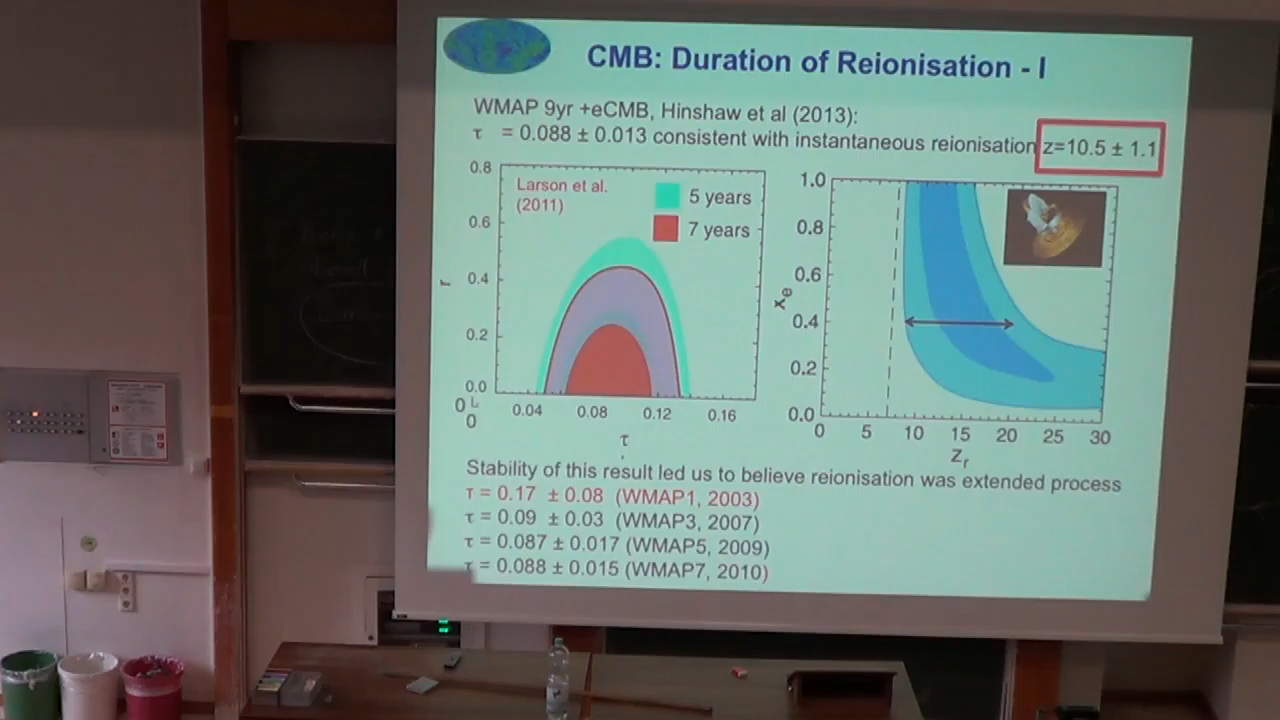 CMB: Duration of Reionisation - I
WMAP 9yr +eCMB, Hinshaw et al (2013):
τ = 0.088 ± 0.013 consistent with instantaneous reionisation z=10.5 ± 1.1
Larson et al.
(2011)
5 years
7 years
0.8
0.6
0.4
0.2
0.0
r
0
0
0.04 0.08 0.12 0.16
τ
1.0
0.8
0.6
0.4
0.2
0.0
xe
0 5 10 15 20 25 30
zr
Stability of this result led us to believe reionisation was extended process
τ = 0.17 ± 0.08 (WMAP1, 2003)
τ = 0.09 ± 0.03 (WMAP3, 2007)
τ = 0.087 ± 0.017 (WMAP5, 2009)
τ = 0.088 ± 0.015 (WMAP7, 2010)